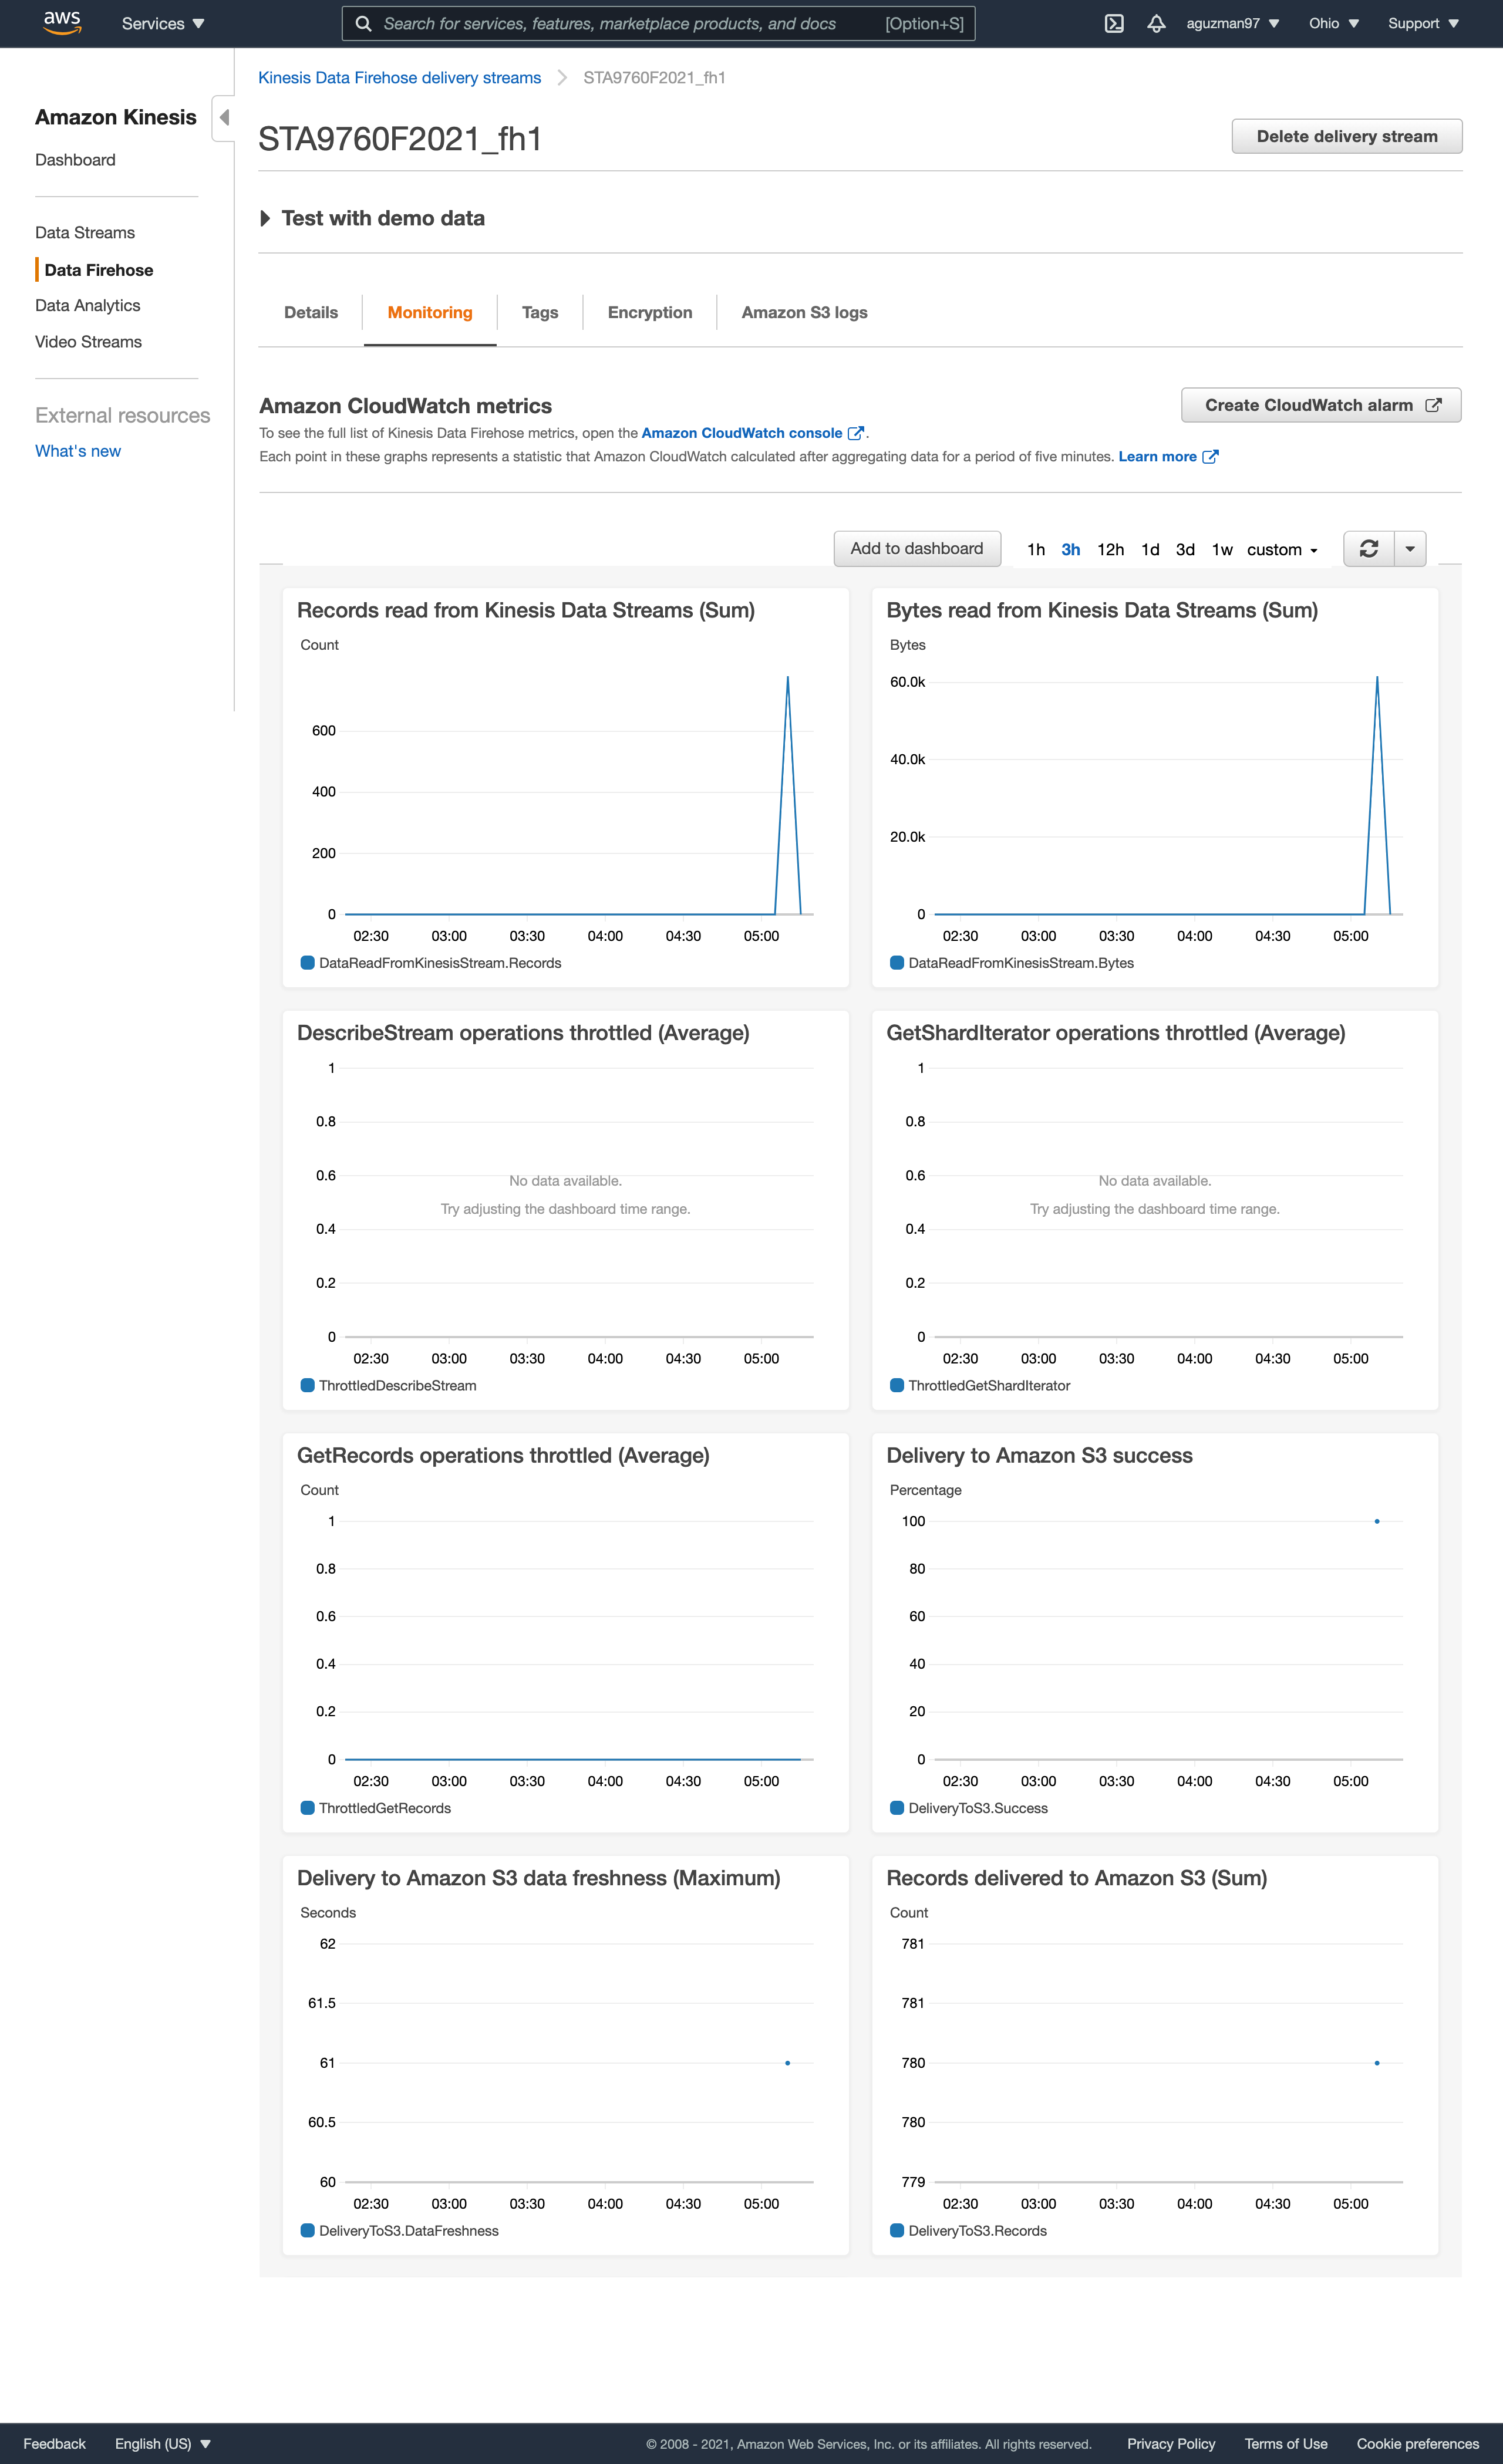 aws
Services
Search for services, features, marketplace products, and docs [Option+S]
aguzman97
Ohio
Support
Amazon Kinesis
Dashboard
Data Streams
Data Firehose
Data Analytics
Video Streams
External resources
What's new
Kinesis Data Firehose delivery streams
STA9760F2021_fh1
STA9760F2021_fh1
Delete delivery stream
Test with demo data
Details
Monitoring
Tags
Encryption
Amazon S3 logs
Amazon CloudWatch metrics
Create CloudWatch alarm
To see the full list of Kinesis Data Firehose metrics, open the Amazon CloudWatch console.
Each point in these graphs represents a statistic that Amazon CloudWatch calculated after aggregating data for a period of five minutes. Learn more
Add to dashboard
1h 3h 12h 1d 3d 1w custom
Records read from Kinesis Data Streams (Sum)
Count
600
400
200
0
02:30 03:00 03:30 04:00 04:30 05:00
DataReadFromKinesisStream.Records
Bytes read from Kinesis Data Streams (Sum)
Bytes
60.0k
40.0k
20.0k
0
02:30 03:00 03:30 04:00 04:30 05:00
DataReadFromKinesisStream.Bytes
DescribeStream operations throttled (Average)
1
0.8
0.6
No data available.
Try adjusting the dashboard time range.
0.4
0.2
0
02:30 03:00 03:30 04:00 04:30 05:00
ThrottledDescribeStream
GetShardIterator operations throttled (Average)
1
0.8
0.6
No data available.
Try adjusting the dashboard time range.
0.4
0.2
0
02:30 03:00 03:30 04:00 04:30 05:00
ThrottledGetShardIterator
GetRecords operations throttled (Average)
Count
1
0.8
0.6
0.4
0.2
0
02:30 03:00 03:30 04:00 04:30 05:00
ThrottledGetRecords
Delivery to Amazon S3 success
Percentage
100
80
60
40
20
0
02:30 03:00 03:30 04:00 04:30 05:00
DeliveryToS3.Success
Delivery to Amazon S3 data freshness (Maximum)
Seconds
62
61.5
61
60.5
60
02:30 03:00 03:30 04:00 04:30 05:00
DeliveryToS3.DataFreshness
Records delivered to Amazon S3 (Sum)
Count
781
781
780
780
779
02:30 03:00 03:30 04:00 04:30 05:00
DeliveryToS3.Records
Feedback
English (US)
© 2008 - 2021, Amazon Web Services, Inc. or its affiliates. All rights reserved.
Privacy Policy
Terms of Use
Cookie preferences